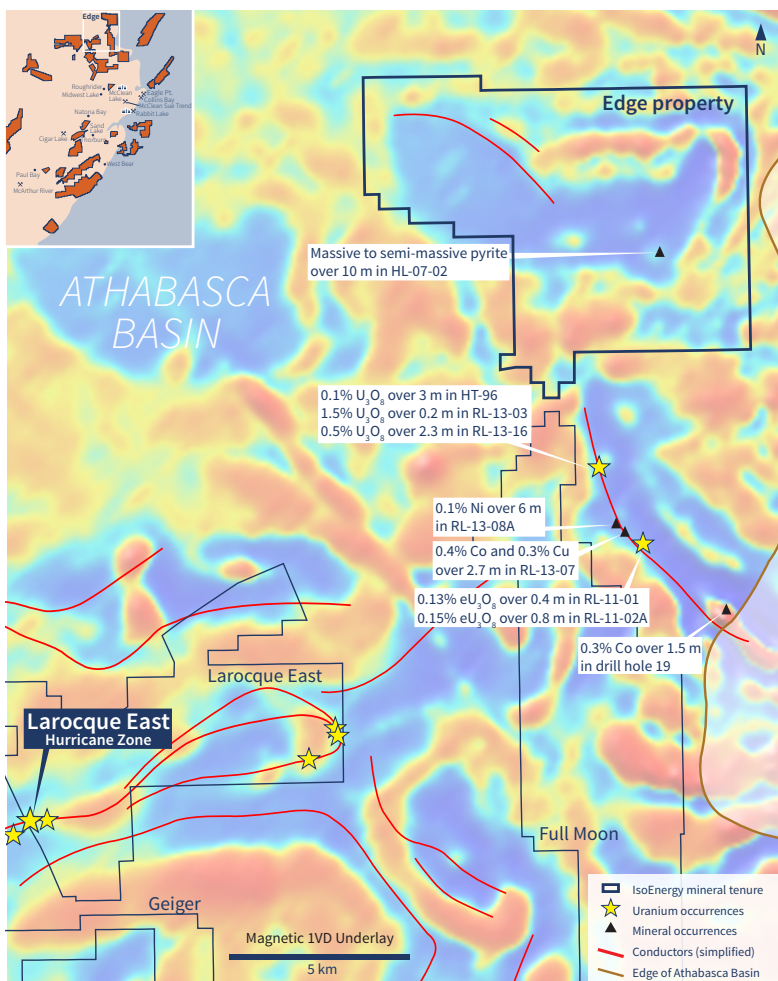 Edge
Roughrider
Midwest Lake
McClean
Lake
Eagle Pt.
Collins Bay
McClean Sue Trend
Rabbit Lake
Natona Bay
Sand
Lake
Cigar Lake
Thorburn
West Bear
Paul Bay
McArthur River
N
Edge property
Massive to semi-massive pyrite
over 10 m in HL-07-02
ATHABASCA
BASIN
0.1% U₃O₈ over 3 m in HT-96
1.5% U₃O₈ over 0.2 m in RL-13-03
0.5% U₃O₈ over 2.3 m in RL-13-16
0.1% Ni over 6 m
in RL-13-08A
0.4% Co and 0.3% Cu
over 2.7 m in RL-13-07
0.13% eU₃O₈ over 0.4 m in RL-11-01
0.15% eU₃O₈ over 0.8 m in RL-11-02A
0.3% Co over 1.5 m
in drill hole 19
Larocque East
Larocque East
Hurricane Zone
Full Moon
Geiger
Magnetic 1VD Underlay
5 km
IsoEnergy mineral tenure
Uranium occurrences
Mineral occurrences
Conductors (simplified)
Edge of Athabasca Basin